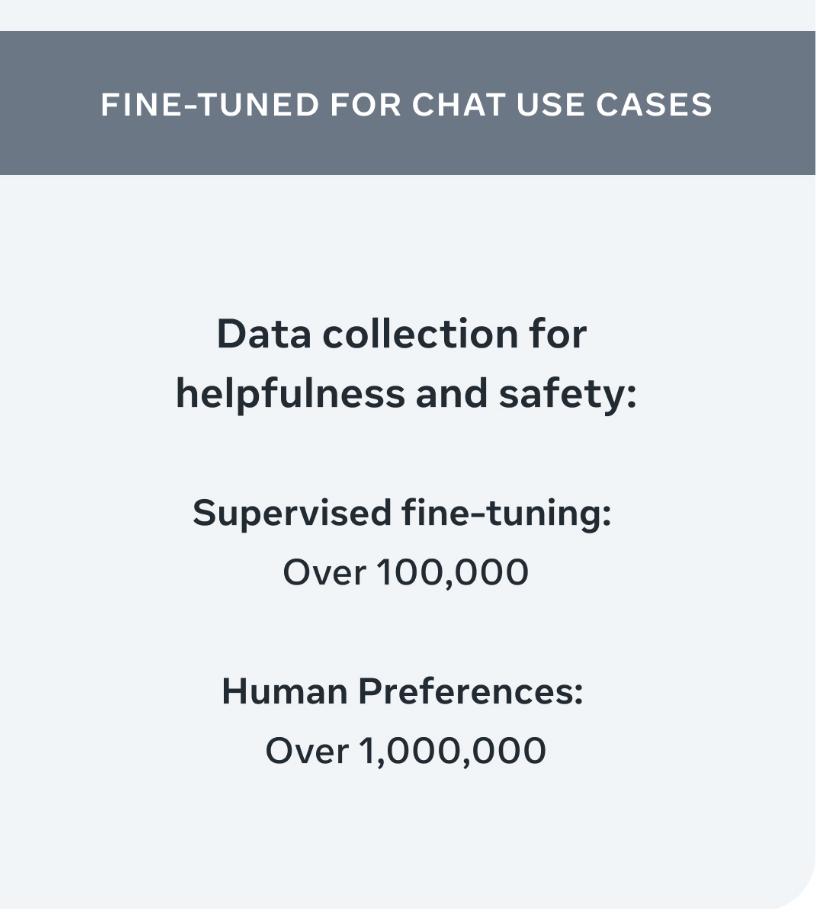 FINE-TUNED FOR CHAT USE CASES
Data collection for
helpfulness and safety:
Supervised fine-tuning:
Over 100,000
Human Preferences:
Over 1,000,000